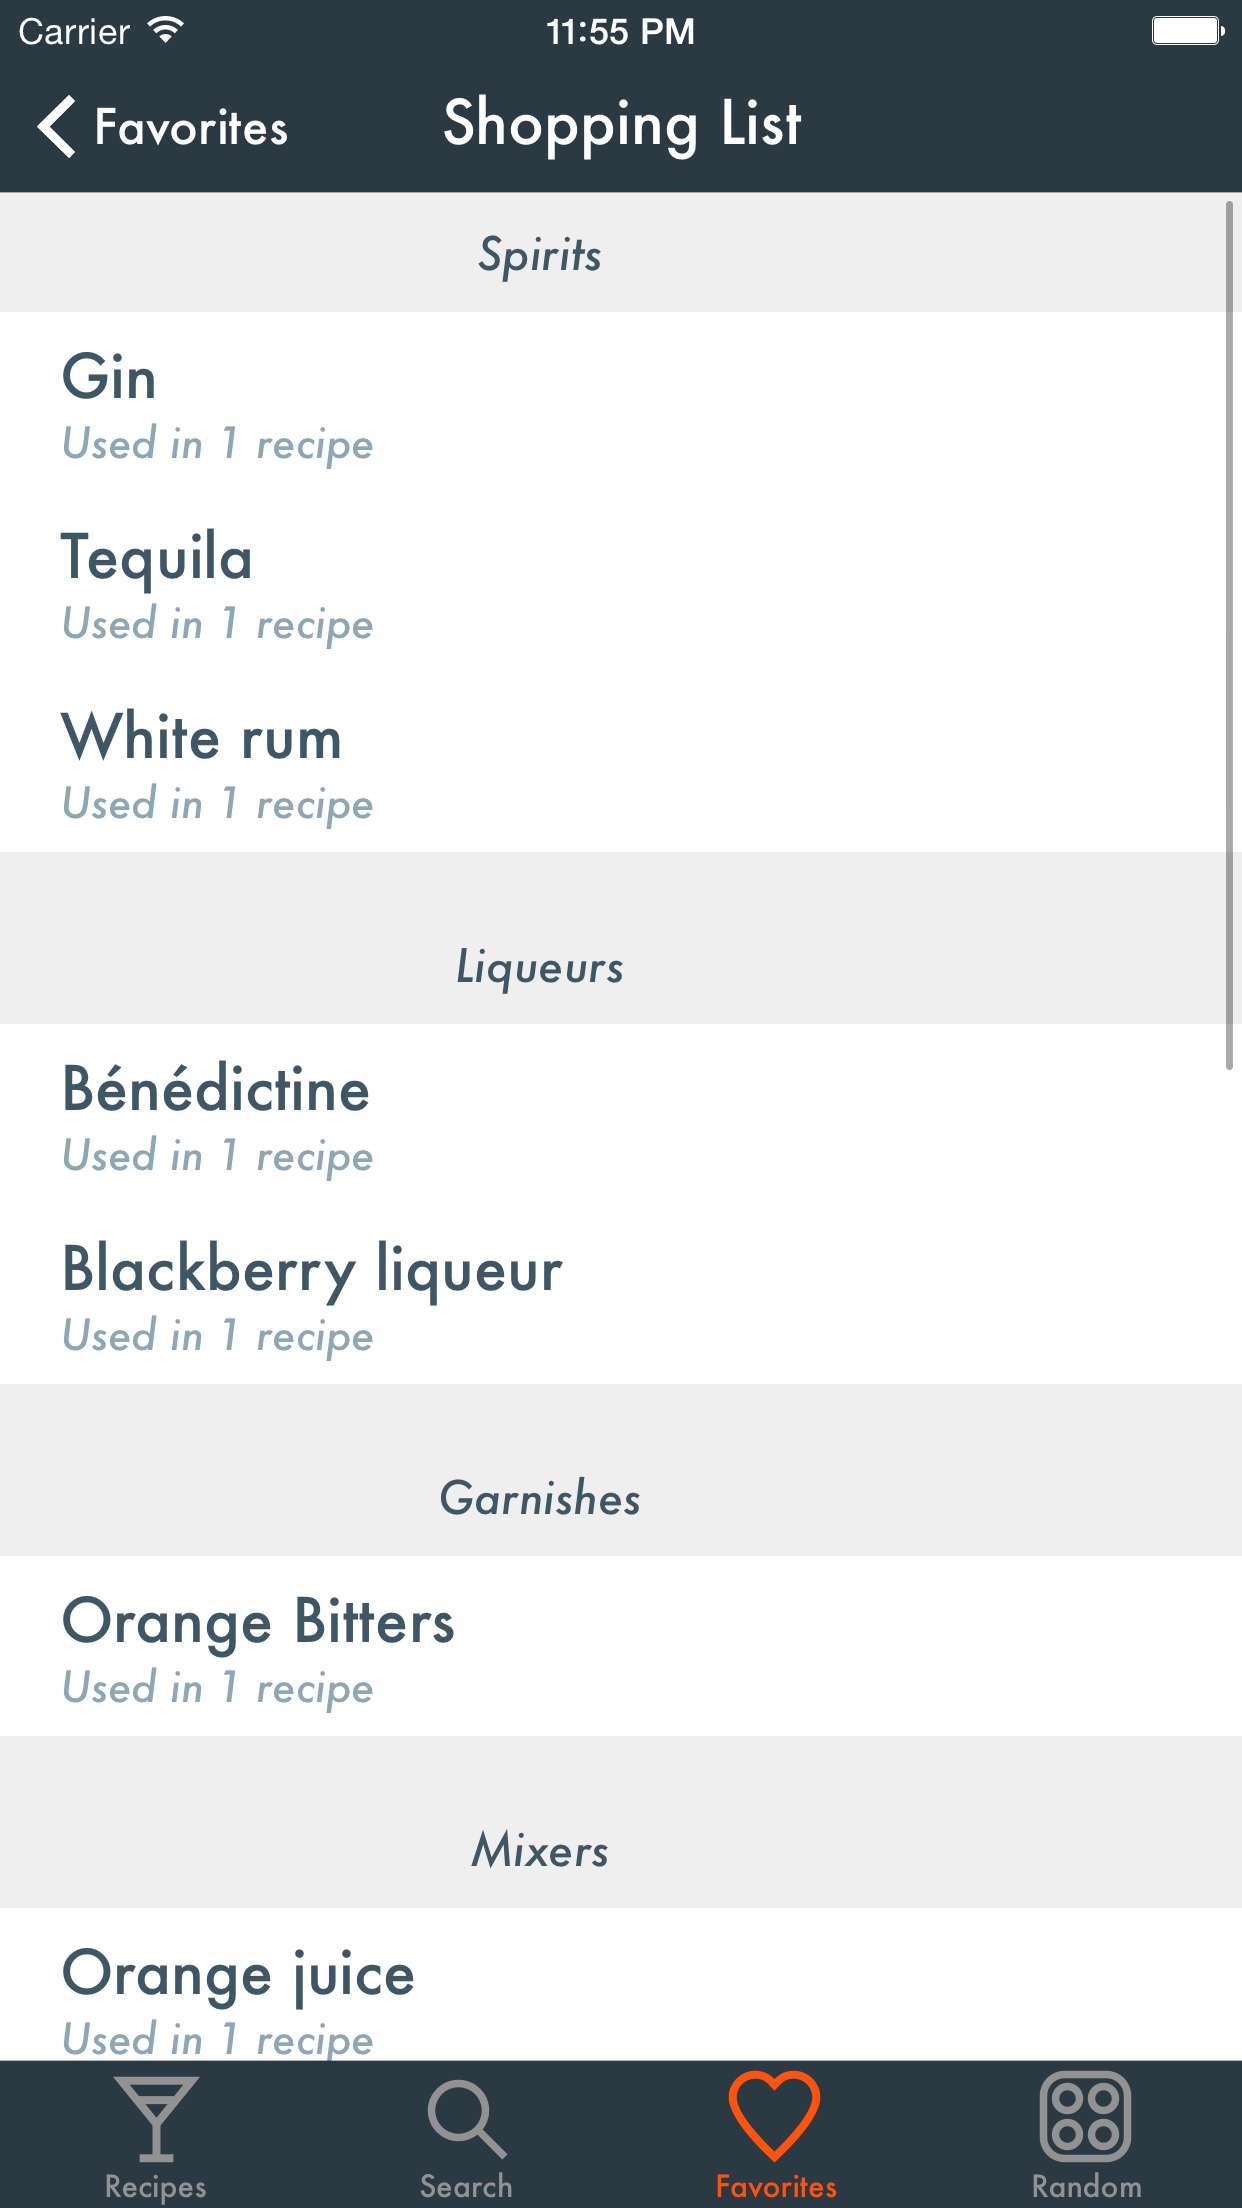 Carrier 11:55 PM
Favorites Shopping List
Spirits
Gin
Used in 1 recipe
Tequila
Used in 1 recipe
White rum
Used in 1 recipe
Liqueurs
Bénédictine
Used in 1 recipe
Blackberry liqueur
Used in 1 recipe
Garnishes
Orange Bitters
Used in 1 recipe
Mixers
Orange juice
Used in 1 recipe
Recipes Search Favorites Random